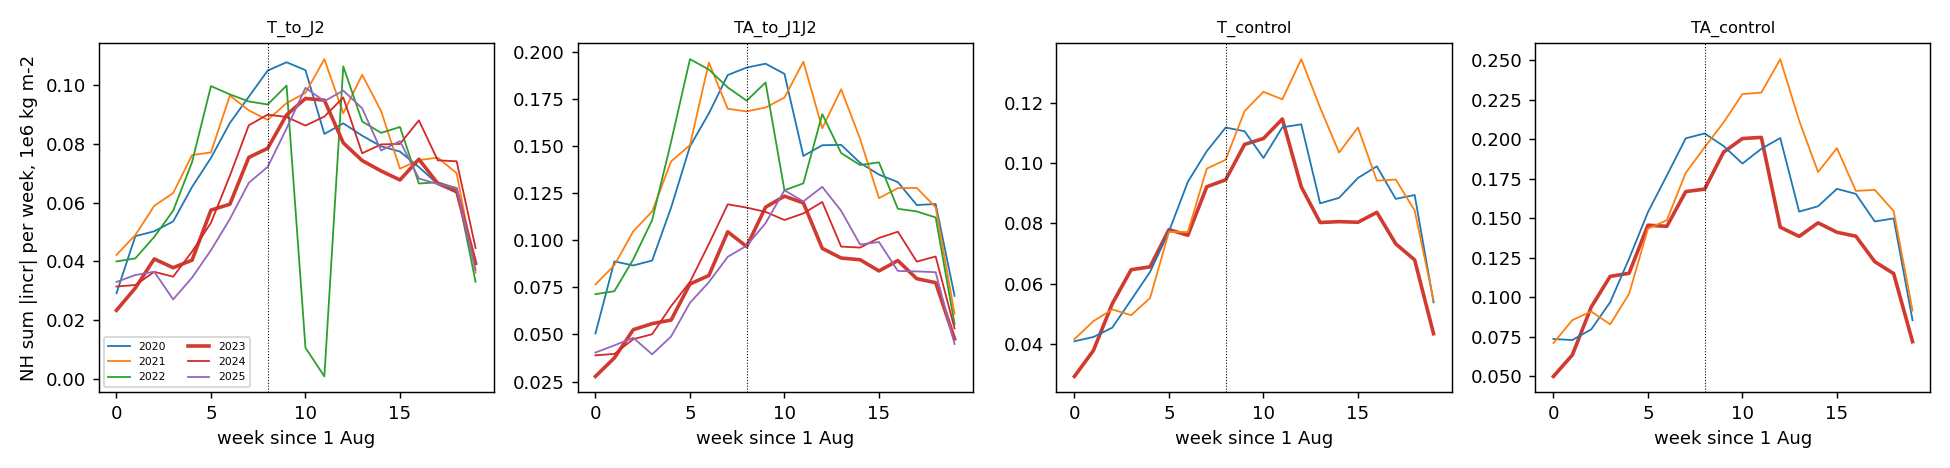 T_to_J2
TA_to_J1J2
T_control
TA_control
NH sum |incr| per week, 1e6 kg m-2
0.10
0.08
0.06
0.04
0.02
0.00
0.200
0.175
0.150
0.125
0.100
0.075
0.050
0.025
0.12
0.10
0.08
0.06
0.04
0.250
0.225
0.200
0.175
0.150
0.125
0.100
0.075
0.050
2020
2021
2022
2023
2024
2025
0 5 10 15
0 5 10 15
0 5 10 15
0 5 10 15
week since 1 Aug
week since 1 Aug
week since 1 Aug
week since 1 Aug